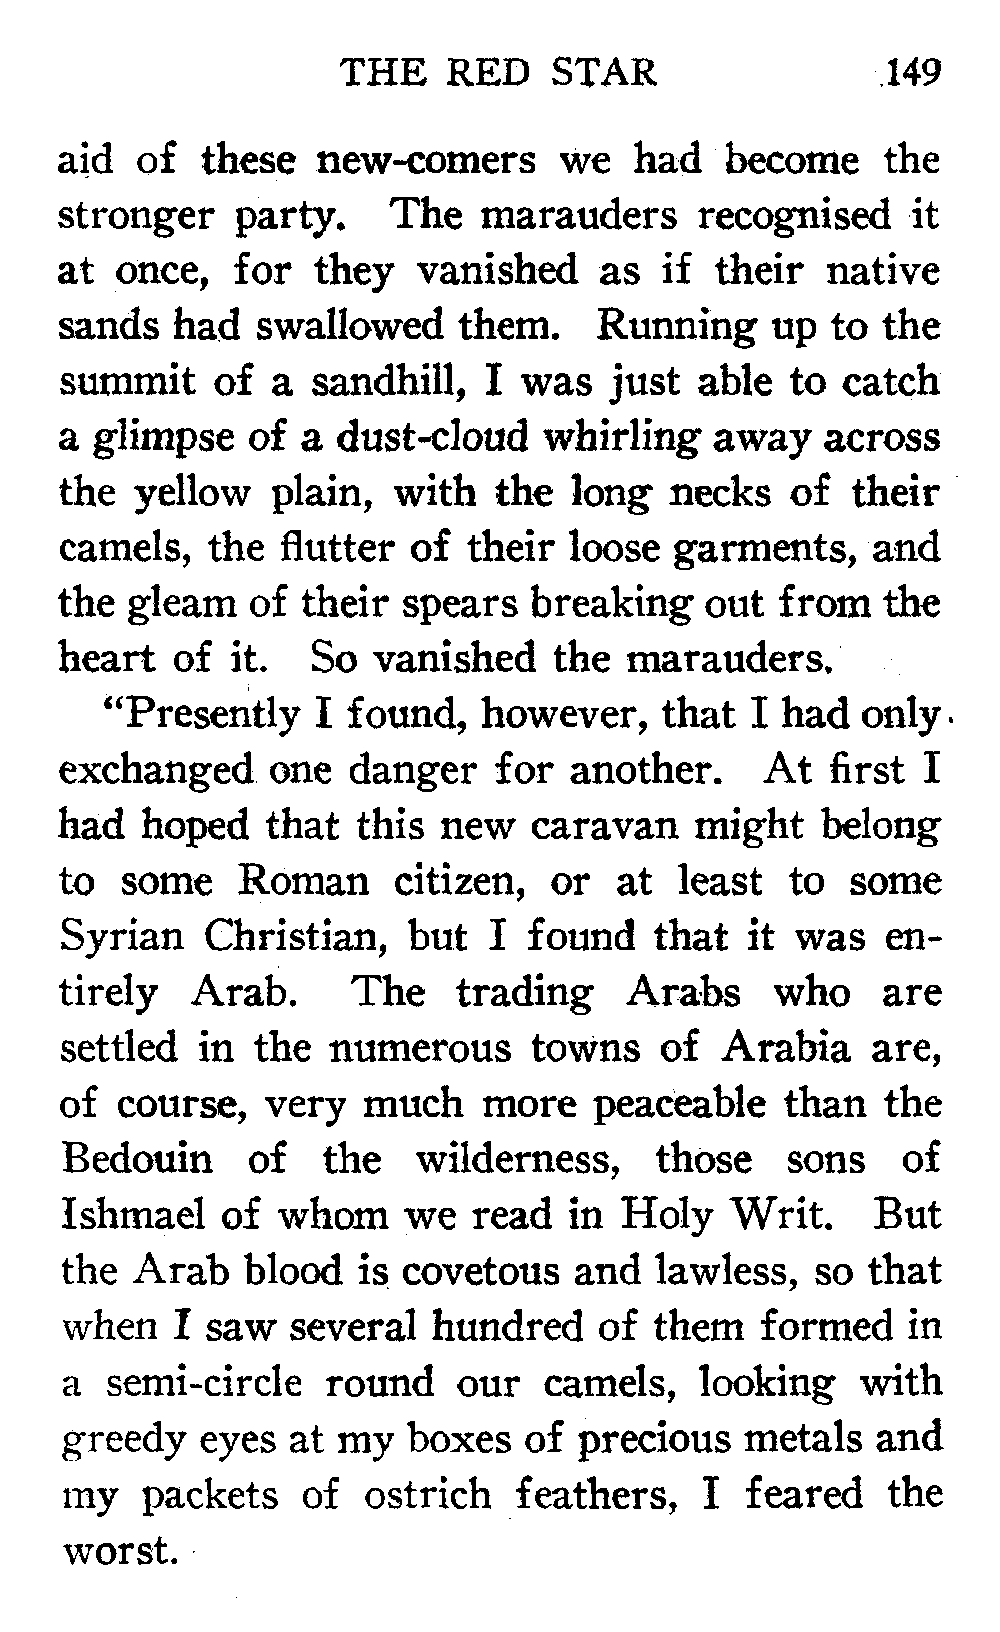 THE RED STAR 149
aid of these new-comers we had become the
stronger party. The marauders recognised it
at once, for they vanished as if their native
sands had swallowed them. Running up to the
summit of a sandhill, I was just able to catch
a glimpse of a dust-cloud whirling away across
the yellow plain, with the long necks of their
camels, the flutter of their loose garments, and
the gleam of their spears breaking out from the
heart of it. So vanished the marauders.
“Presently I found, however, that I had only
exchanged one danger for another. At first I
had hoped that this new caravan might belong
to some Roman citizen, or at least to some
Syrian Christian, but I found that it was en-
tirely Arab. The trading Arabs who are
settled in the numerous towns of Arabia are,
of course, very much more peaceable than the
Bedouin of the wilderness, those sons of
Ishmael of whom we read in Holy Writ. But
the Arab blood is covetous and lawless, so that
when I saw several hundred of them formed in
a semi-circle round our camels, looking with
greedy eyes at my boxes of precious metals and
my packets of ostrich feathers, I feared the
worst.